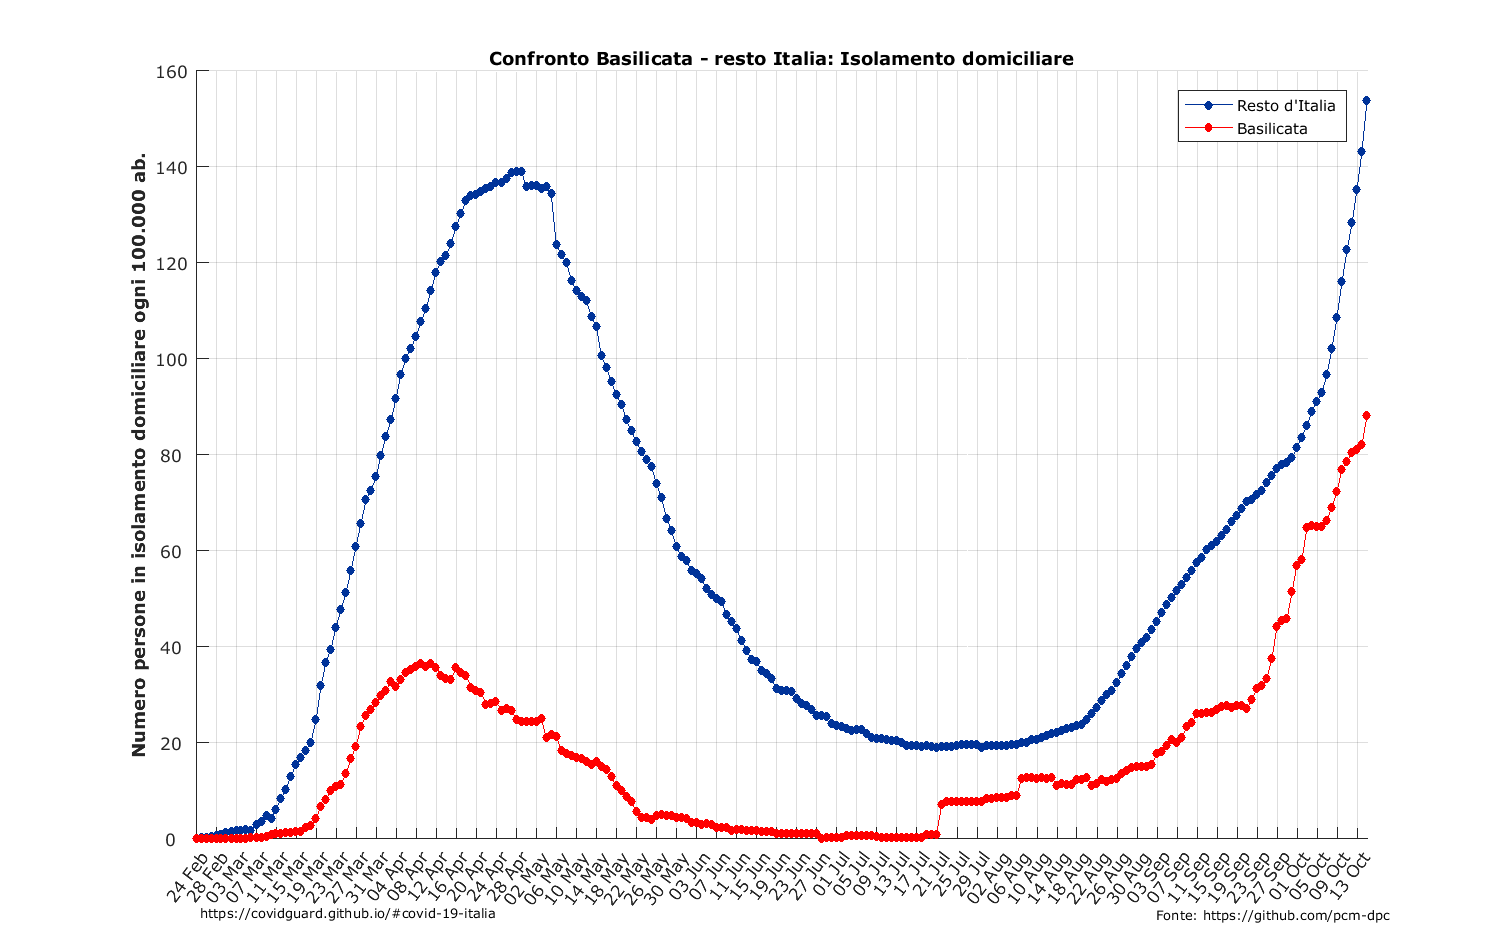 Confronto Basilicata - resto Italia: Isolamento domiciliare
Numero persone in isolamento domiciliare ogni 100.000 ab.
160
140
120
100
80
60
40
20
0
Resto d'Italia
Basilicata
24 Feb
28 Feb
03 Mar
07 Mar
11 Mar
15 Mar
19 Mar
23 Mar
27 Mar
31 Mar
04 Apr
08 Apr
12 Apr
16 Apr
20 Apr
24 Apr
28 Apr
02 May
06 May
10 May
14 May
18 May
22 May
26 May
30 May
03 Jun
07 Jun
11 Jun
15 Jun
19 Jun
23 Jun
27 Jun
01 Jul
05 Jul
09 Jul
13 Jul
17 Jul
21 Jul
25 Jul
29 Jul
02 Aug
06 Aug
10 Aug
14 Aug
18 Aug
22 Aug
26 Aug
30 Aug
03 Sep
07 Sep
11 Sep
15 Sep
19 Sep
23 Sep
27 Sep
01 Oct
05 Oct
09 Oct
13 Oct
https://covidguard.github.io/#covid-19-italia
Fonte: https://github.com/pcm-dpc